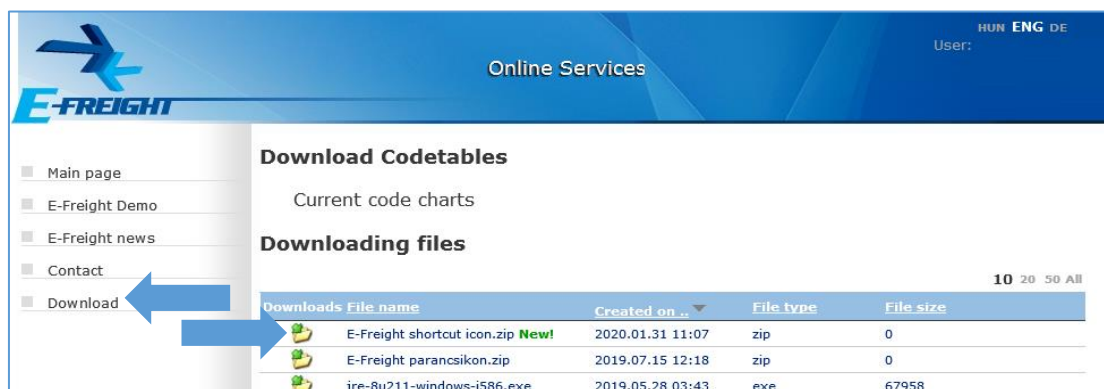 HUN ENG DE
User:
Online Services
E-FREIGHT
Main page
E-Freight Demo
E-Freight news
Contact
Download
Download Codetables
Current code charts
Downloading files
10 20 50 All
Downloads File name Created on .. File type File size
E-Freight shortcut icon.zip New! 2020.01.31 11:07 zip 0
E-Freight parancsikon.zip 2019.07.15 12:18 zip 0
jre-8u211-windows-i586.exe 2019.05.28 03:43 exe 67958